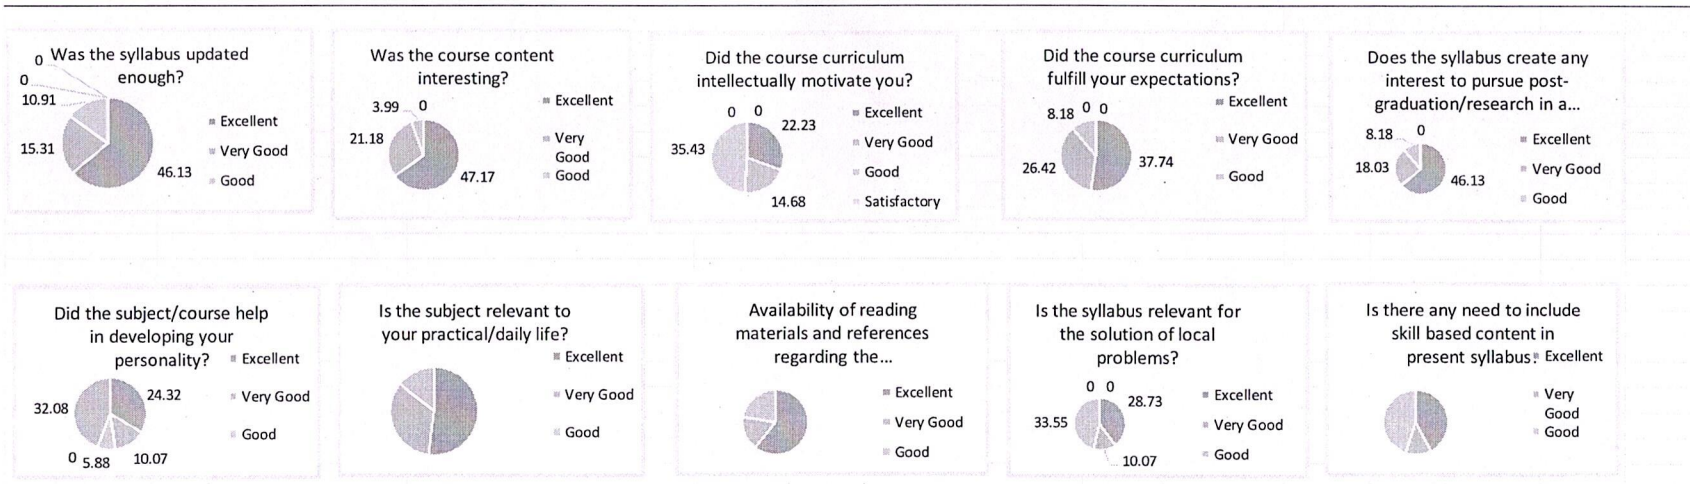 Was the syllabus updated
enough?
0
0
10.91
15.31
46.13
Excellent
Very Good
Good
Was the course content
interesting?
3.99
0
21.18
47.17
Excellent
Very
Good
Good
Did the course curriculum
intellectually motivate you?
0
0
22.23
35.43
14.68
Excellent
Very Good
Good
Satisfactory
Did the course curriculum
fulfill your expectations?
8.18
0
0
26.42
37.74
Excellent
Very Good
Good
Does the syllabus create any
interest to pursue post-
graduation/research in a...
8.18
0
18.03
46.13
Excellent
Very Good
Good
Did the subject/course help
in developing your
personality?
24.32
32.08
0
5.88
10.07
Excellent
Very Good
Good
Is the subject relevant to
your practical/daily life?
Excellent
Very Good
Good
Availability of reading
materials and references
regarding the...
Excellent
Very Good
Good
Is the syllabus relevant for
the solution of local
problems?
0
0
28.73
33.55
10.07
Excellent
Very Good
Good
Is there any need to include
skill based content in
present syllabus?
Excellent
Very
Good
Good